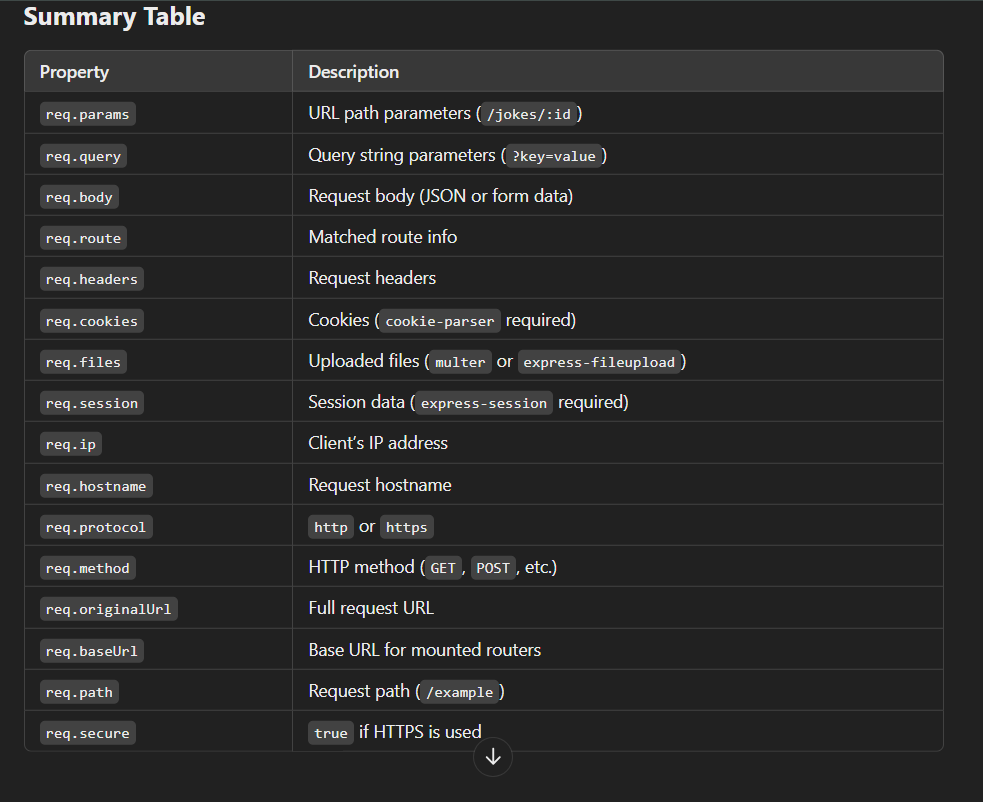 Summary Table
Property Description
req.params URL path parameters ( /jokes/:id )
req.query Query string parameters ( ?key=value )
req.body Request body (JSON or form data)
req.route Matched route info
req.headers Request headers
req.cookies Cookies ( cookie-parser required)
req.files Uploaded files ( multer or express-fileupload )
req.session Session data ( express-session required)
req.ip Client's IP address
req.hostname Request hostname
req.protocol http or https
req.method HTTP method ( GET , POST , etc.)
req.originalUrl Full request URL
req.baseUrl Base URL for mounted routers
req.path Request path ( /example )
req.secure true if HTTPS is used